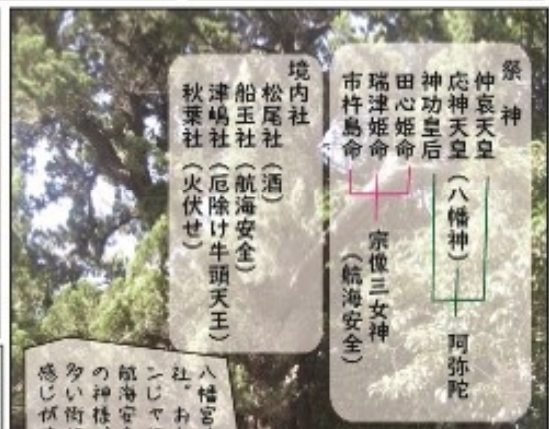 祭神
仲哀天皇
応神天皇（八幡神）
神功皇后
阿弥陀
田心姫命
瑞津姫命
市杵島命
宗像三女神
（航海安全）
境内社
松尾社（酒）
船玉社（航海安全）
津嶋社（厄除け牛頭天王）
秋葉社（火伏せ）
八幡宮
社。お
ンじゃ
航海安
の神様、
多い街
感じが